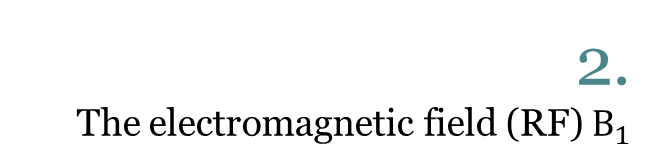 2.
The electromagnetic field (RF) B₁